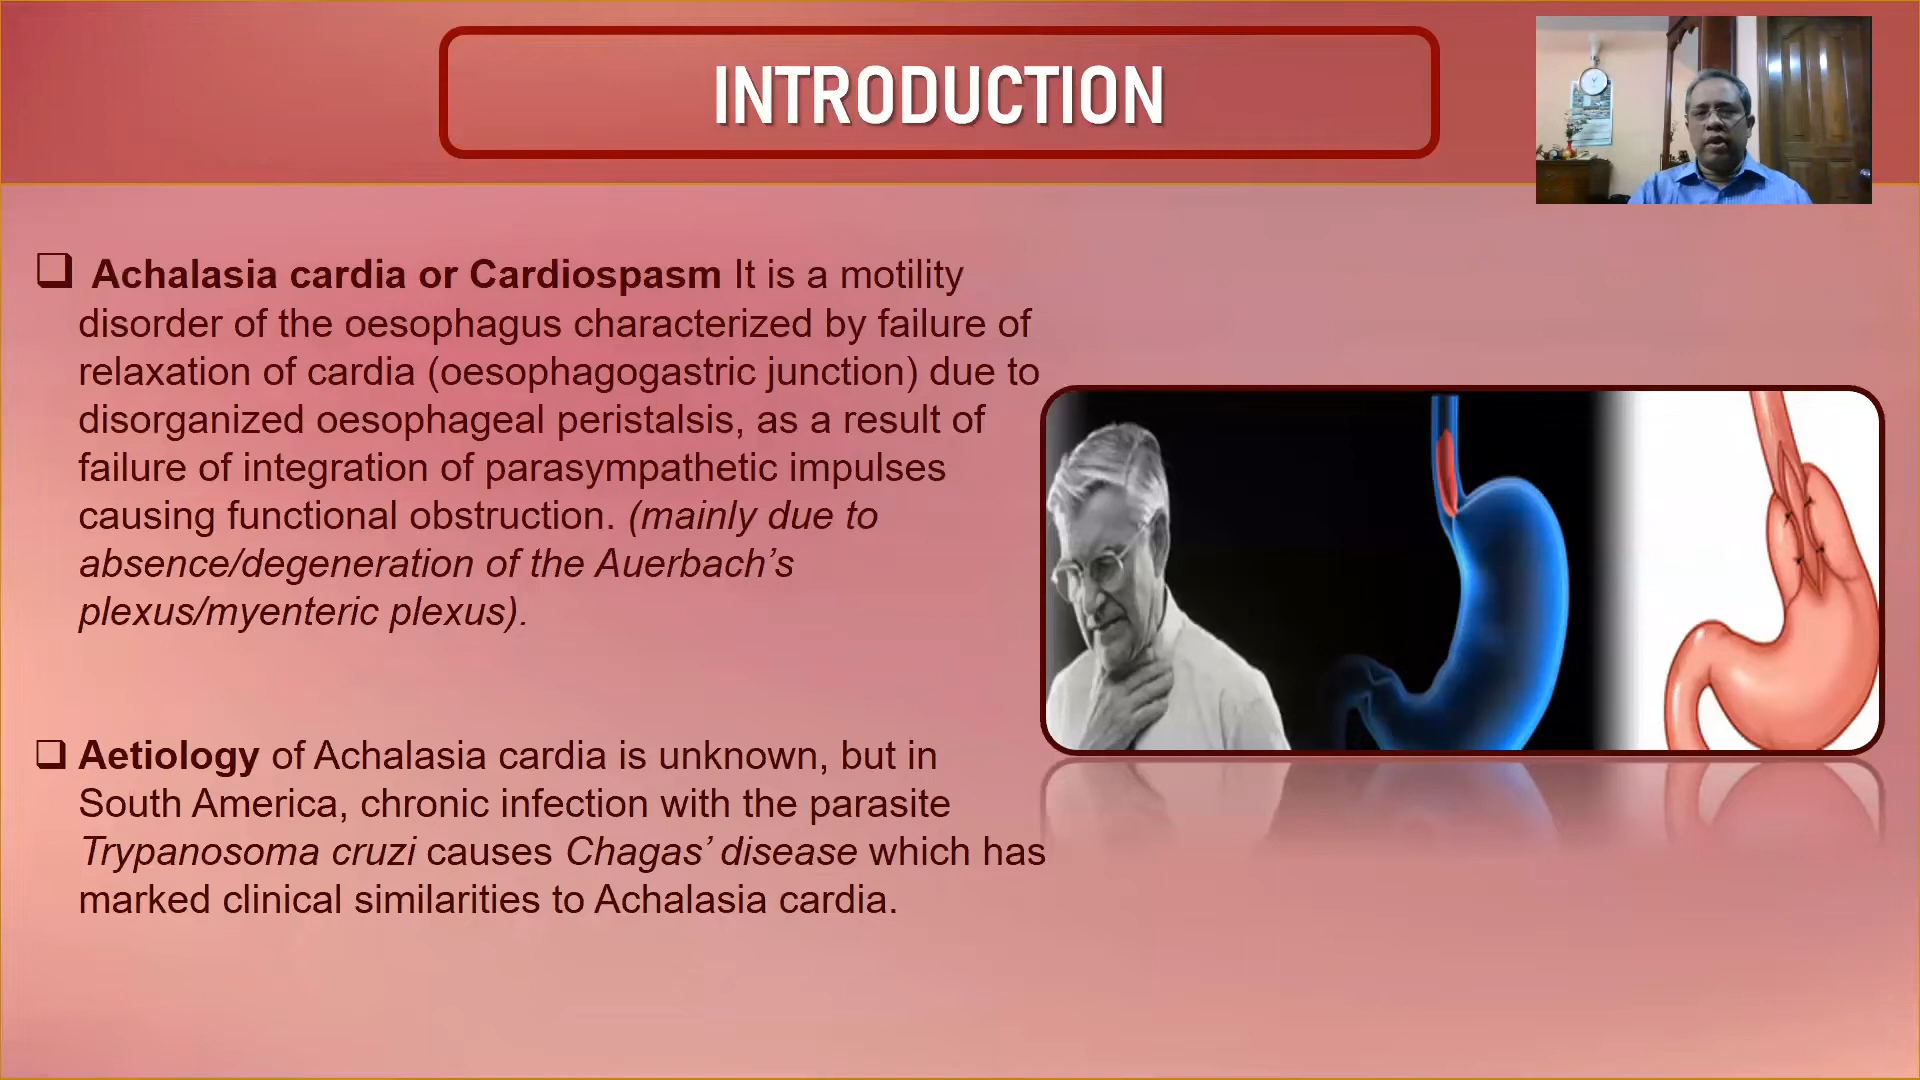 INTRODUCTION
Achalasia cardia or Cardiospasm It is a motility
disorder of the oesophagus characterized by failure of
relaxation of cardia (oesophagogastric junction) due to
disorganized oesophageal peristalsis, as a result of
failure of integration of parasympathetic impulses
causing functional obstruction. (mainly due to
absence/degeneration of the Auerbach’s
plexus/myenteric plexus).
Aetiology of Achalasia cardia is unknown, but in
South America, chronic infection with the parasite
Trypanosoma cruzi causes Chagas’ disease which has
marked clinical similarities to Achalasia cardia.